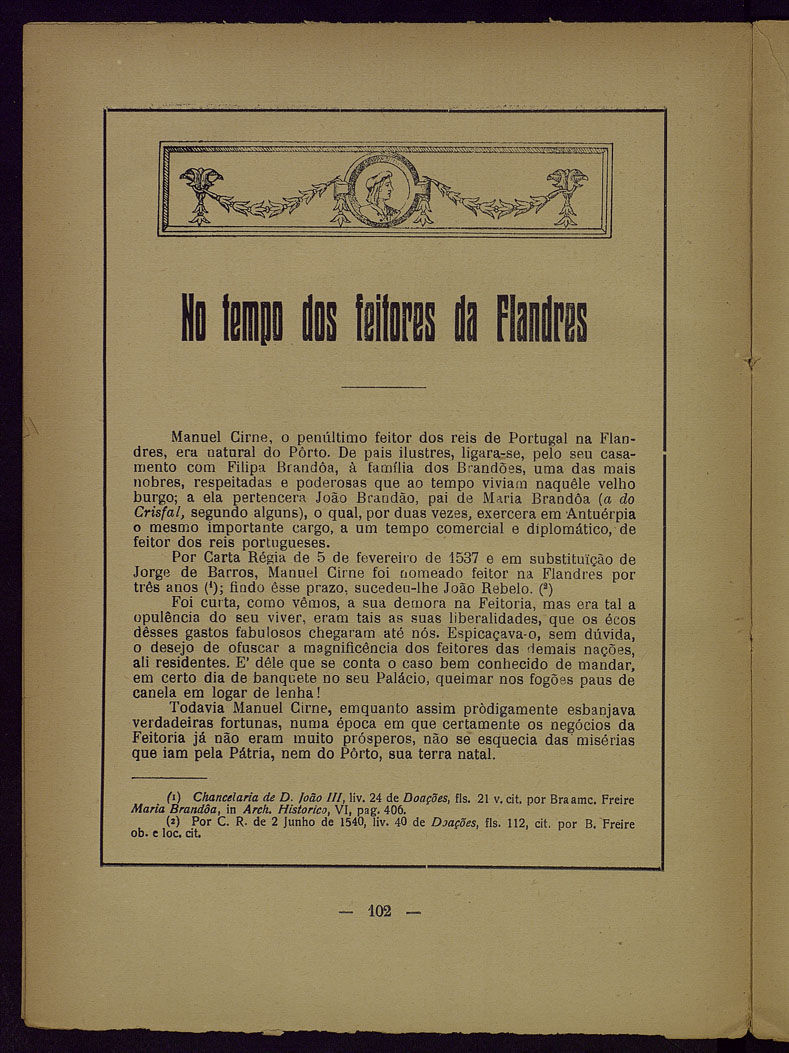 No tempo dos feitores da Flandres
Manuel Cirne, o penúltimo feitor dos reis de Portugal na Flan-
dres, era natural do Pôrto. De pais ilustres, ligara-se, pelo seu casa-
mento com Filipa Brandôa, à família dos Brandões, uma das mais
nobres, respeitadas e poderosas que ao tempo viviam naquêle velho
burgo; a ela pertencera João Brandão, pai de Maria Brandôa (a do
Crisfal, segundo alguns), o qual, por duas vezes, exercera em Antuérpia
o mesmo importante cargo, a um tempo comercial e diplomático, de
feitor dos reis portugueses.
Por Carta Régia de 5 de fevereiro de 1537 e em substituïção de
Jorge de Barros, Manuel Cirne foi nomeado feitor na Flandres por
três anos (¹); findo êsse prazo, sucedeu-lhe João Rebelo. (²)
Foi curta, como vêmos, a sua demora na Feitoria, mas era tal a
opulência do seu viver, eram tais as suas liberalidades, que os écos
dêsses gastos fabulosos chegaram até nós. Espicaçava-o, sem dúvida,
o desejo de ofuscar a magnificência dos feitores das demais nações,
ali residentes. E' dêle que se conta o caso bem conhecido de mandar,
em certo dia de banquete no seu Palácio, queimar nos fogões paus de
canela em logar de lenha!
Todavia Manuel Cirne, emquanto assim pròdigamente esbanjava
verdadeiras fortunas, numa época em que certamente os negócios da
Feitoria já não eram muito prósperos, não se esquecia das misérias
que iam pela Pátria, nem do Pôrto, sua terra natal.
(1) Chancelaria de D. João III, liv. 24 de Doações, fls. 21 v. cit. por Braamc. Freire
Maria Brandôa, in Arch. Historico, VI, pag. 406.
(2) Por C. R. de 2 Junho de 1540, liv. 40 de Doações, fls. 112, cit. por B. Freire
ob. e loc. cit.
— 102 —